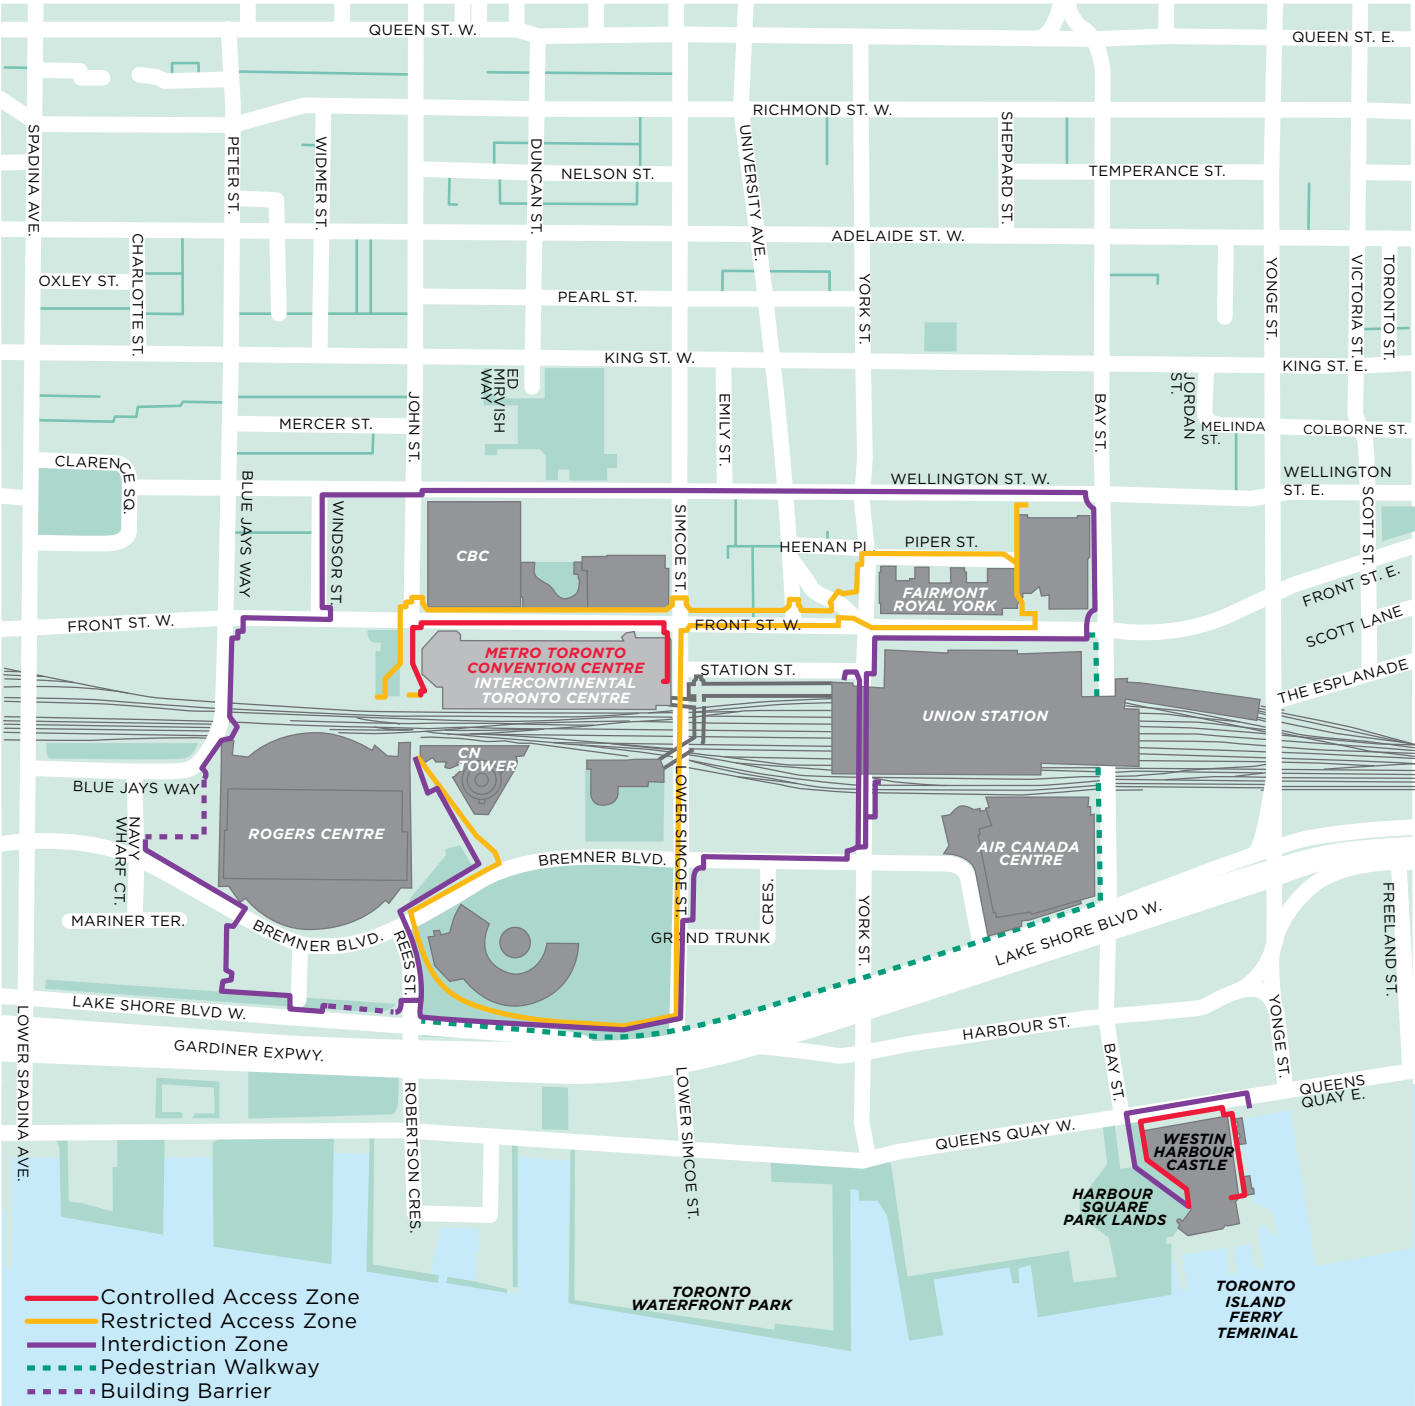 QUEEN ST. W.
QUEEN ST. E.
RICHMOND ST. W.
SPADINA AVE.
PETER ST.
WIDMER ST.
DUNCAN ST.
UNIVERSITY AVE.
SHEPPARD ST.
NELSON ST.
TEMPERANCE ST.
ADELAIDE ST. W.
CHARLOTTE ST.
OXLEY ST.
PEARL ST.
YORK ST.
YONGE ST.
VICTORIA ST.
TORONTO ST.
KING ST. W.
KING ST. E.
ED
MIRVISH
WAY
JOHN ST.
EMILY ST.
BAY ST.
JORDAN
ST.
MERCER ST.
MELINDA
ST.
COLBORNE ST.
CLARENCE SQ.
BLUE JAYS WAY
WINDSOR ST.
WELLINGTON ST. W.
WELLINGTON
ST. E.
SCOTT ST.
SIMCOE ST.
CBC
HEENAN PL.
PIPER ST.
FAIRMONT
ROYAL YORK
FRONT ST. E.
SCOTT LANE
THE ESPLANADE
FRONT ST. W.
FRONT ST. W.
METRO TORONTO
CONVENTION CENTRE
INTERCONTINENTAL
TORONTO CENTRE
STATION ST.
UNION STATION
CN
TOWER
BLUE JAYS WAY
NAVY
WHARF CT.
ROGERS CENTRE
LOWER SIMCOE ST.
BREMNER BLVD.
AIR CANADA
CENTRE
MARINER TER.
BREMNER BLVD.
REES ST.
CRES.
GRAND TRUNK
YORK ST.
LAKE SHORE BLVD W.
FREELAND ST.
LAKE SHORE BLVD W.
GARDINER EXPWY.
LOWER SPADINA AVE.
HARBOUR ST.
YONGE ST.
BAY ST.
ROBERTSON CRES.
LOWER SIMCOE ST.
QUEENS QUAY W.
QUEENS
QUAY E.
WESTIN
HARBOUR
CASTLE
HARBOUR
SQUARE
PARK LANDS
TORONTO
WATERFRONT PARK
TORONTO
ISLAND
FERRY
TEMRINAL
Controlled Access Zone
Restricted Access Zone
Interdiction Zone
Pedestrian Walkway
Building Barrier